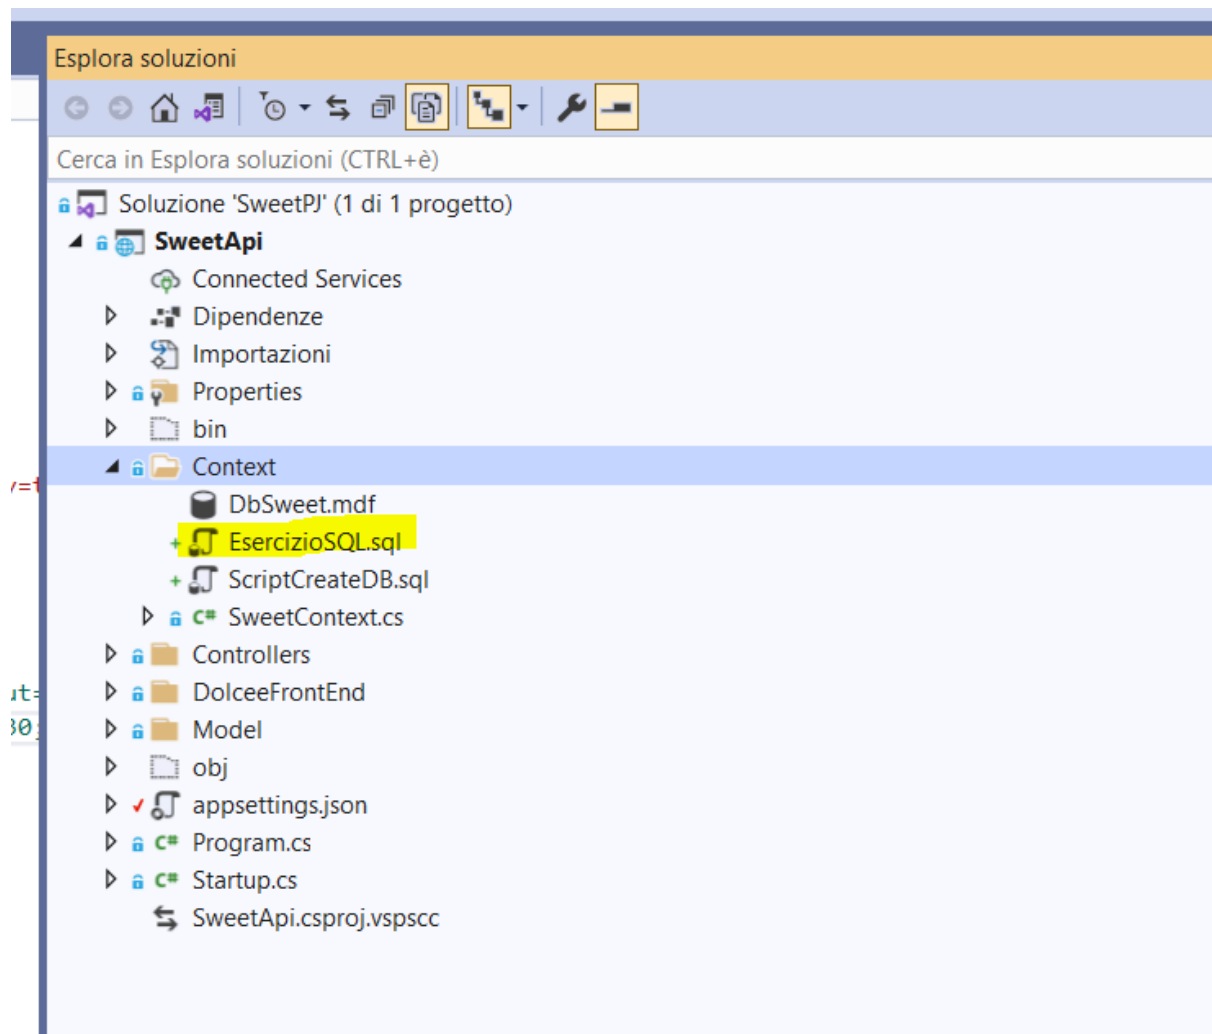 Esplora soluzioni
Cerca in Esplora soluzioni (CTRL+è)
Soluzione 'SweetPJ' (1 di 1 progetto)
SweetApi
Connected Services
Dipendenze
Importazioni
Properties
bin
Context
DbSweet.mdf
EsercizioSQL.sql
ScriptCreateDB.sql
C# SweetContext.cs
Controllers
DolceeFrontEnd
Model
obj
appsettings.json
C# Program.cs
C# Startup.cs
SweetApi.csproj.vspscc